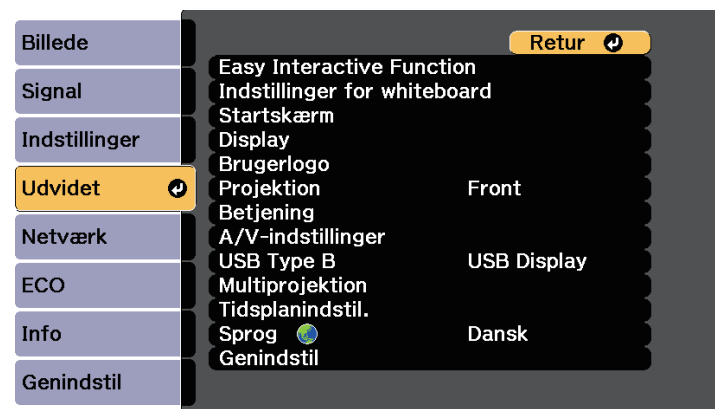 Billede
Signal
Indstillinger
Udvidet
Netværk
ECO
Info
Genindstil
Retur
Easy Interactive Function
Indstillinger for whiteboard
Startskærm
Display
Brugerlogo
Projektion Front
Betjening
A/V-indstillinger
USB Type B USB Display
Multiprojektion
Tidsplanindstil.
Sprog Dansk
Genindstil